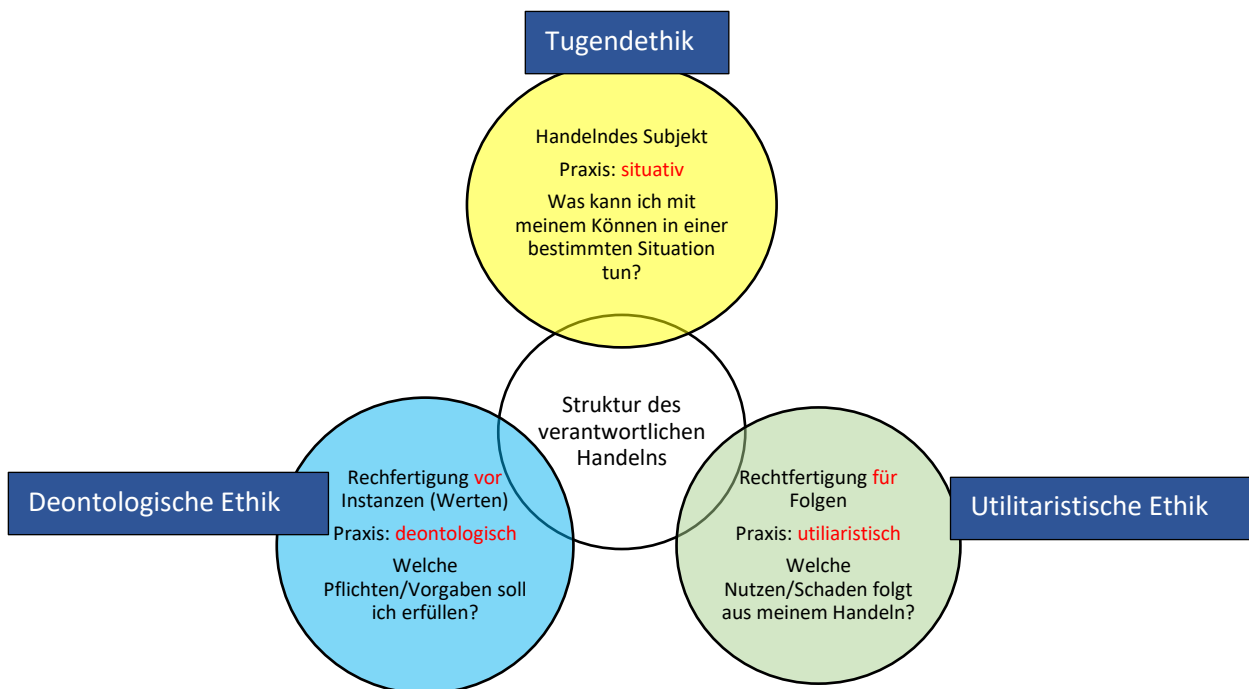 Tugendethik
Handelndes Subjekt
Praxis: situativ
Was kann ich mit
meinem Können in einer
bestimmten Situation
tun?
Struktur des
verantwortlichen
Handelns
Deontologische Ethik
Rechfertigung vor
Instanzen (Werten)
Praxis: deontologisch
Welche
Pflichten/Vorgaben soll
ich erfüllen?
Rechtfertigung für
Folgen
Praxis: utiliaristisch
Welche
Nutzen/Schaden folgt
aus meinem Handeln?
Utilitaristische Ethik